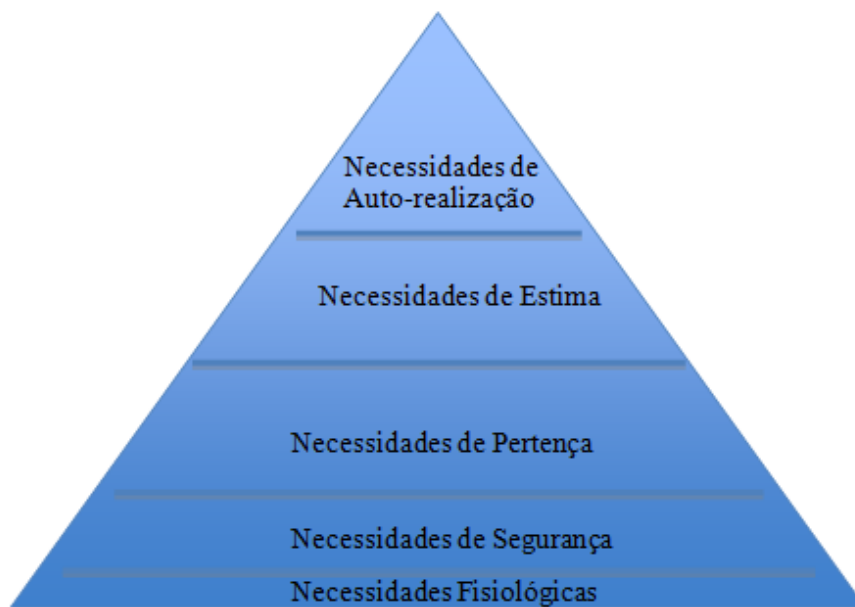 Necessidades de
Auto-realização
Necessidades de Estima
Necessidades de Pertença
Necessidades de Segurança
Necessidades Fisiológicas